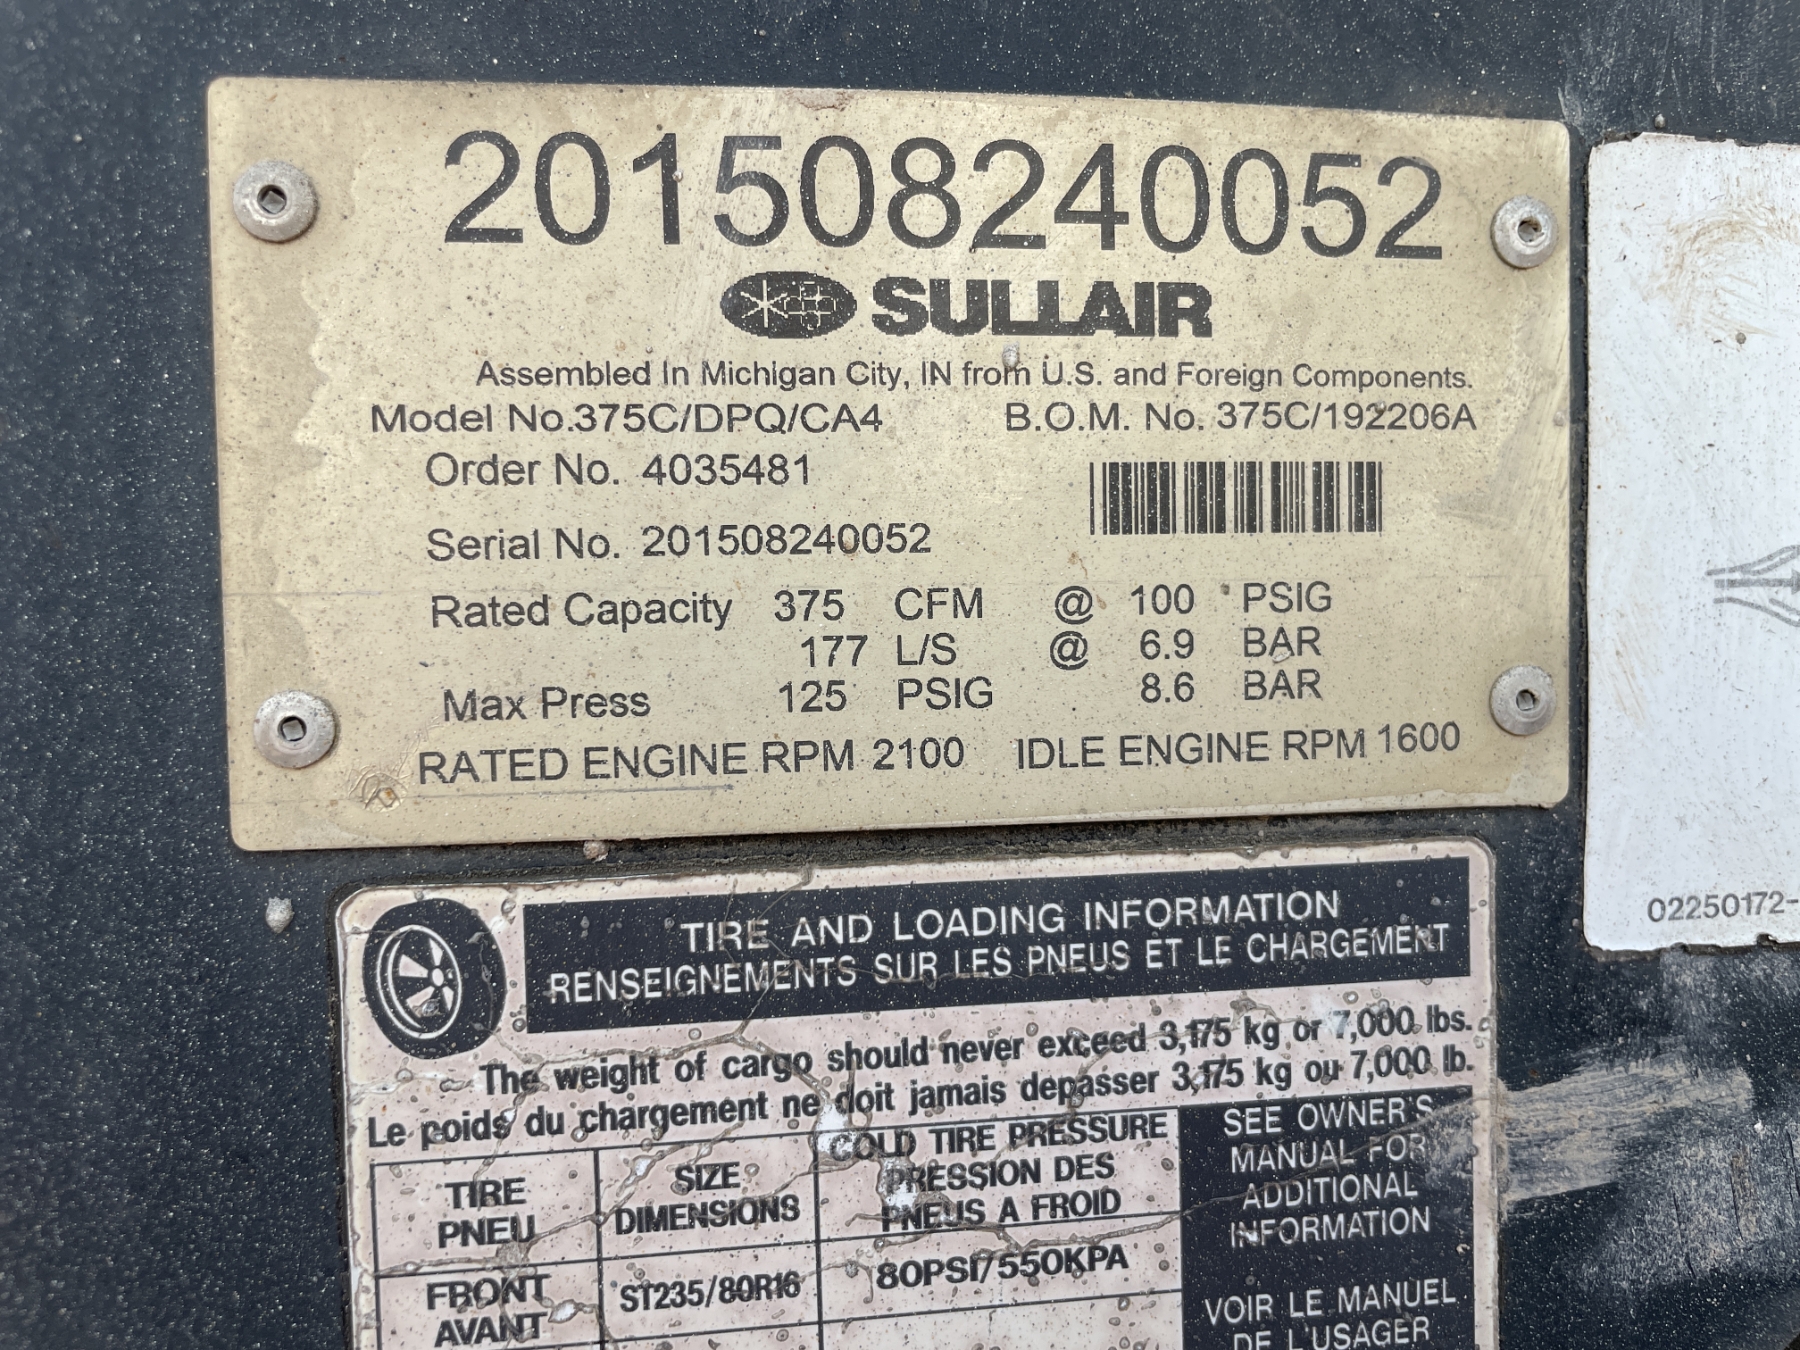 201508240052
SULLAIR
Assembled In Michigan City, IN from U.S. and Foreign Components.
Model No.375C/DPQ/CA4 B.O.M. No. 375C/192206A
Order No. 4035481
Serial No. 201508240052
Rated Capacity 375 CFM @ 100 PSIG
177 L/S @ 6.9 BAR
Max Press 125 PSIG 8.6 BAR
RATED ENGINE RPM 2100 IDLE ENGINE RPM 1600
02250172-
TIRE AND LOADING INFORMATION
RENSEIGNEMENTS SUR LES PNEUS ET LE CHARGEMENT
The weight of cargo should never exceed 3,175 kg or 7,000 lbs.
Le poids du chargement ne doit jamais depasser 3,175 kg ou 7,000 lb.
TIRE
PNEU
SIZE
DIMENSIONS
COLD TIRE PRESSURE
PRESSION DES
PNEUS A FROID
SEE OWNER'S
MANUAL FOR
ADDITIONAL
INFORMATION
FRONT
AVANT
ST235/80R16
80PSI/550KPA
VOIR LE MANUEL
DE L'USAGER